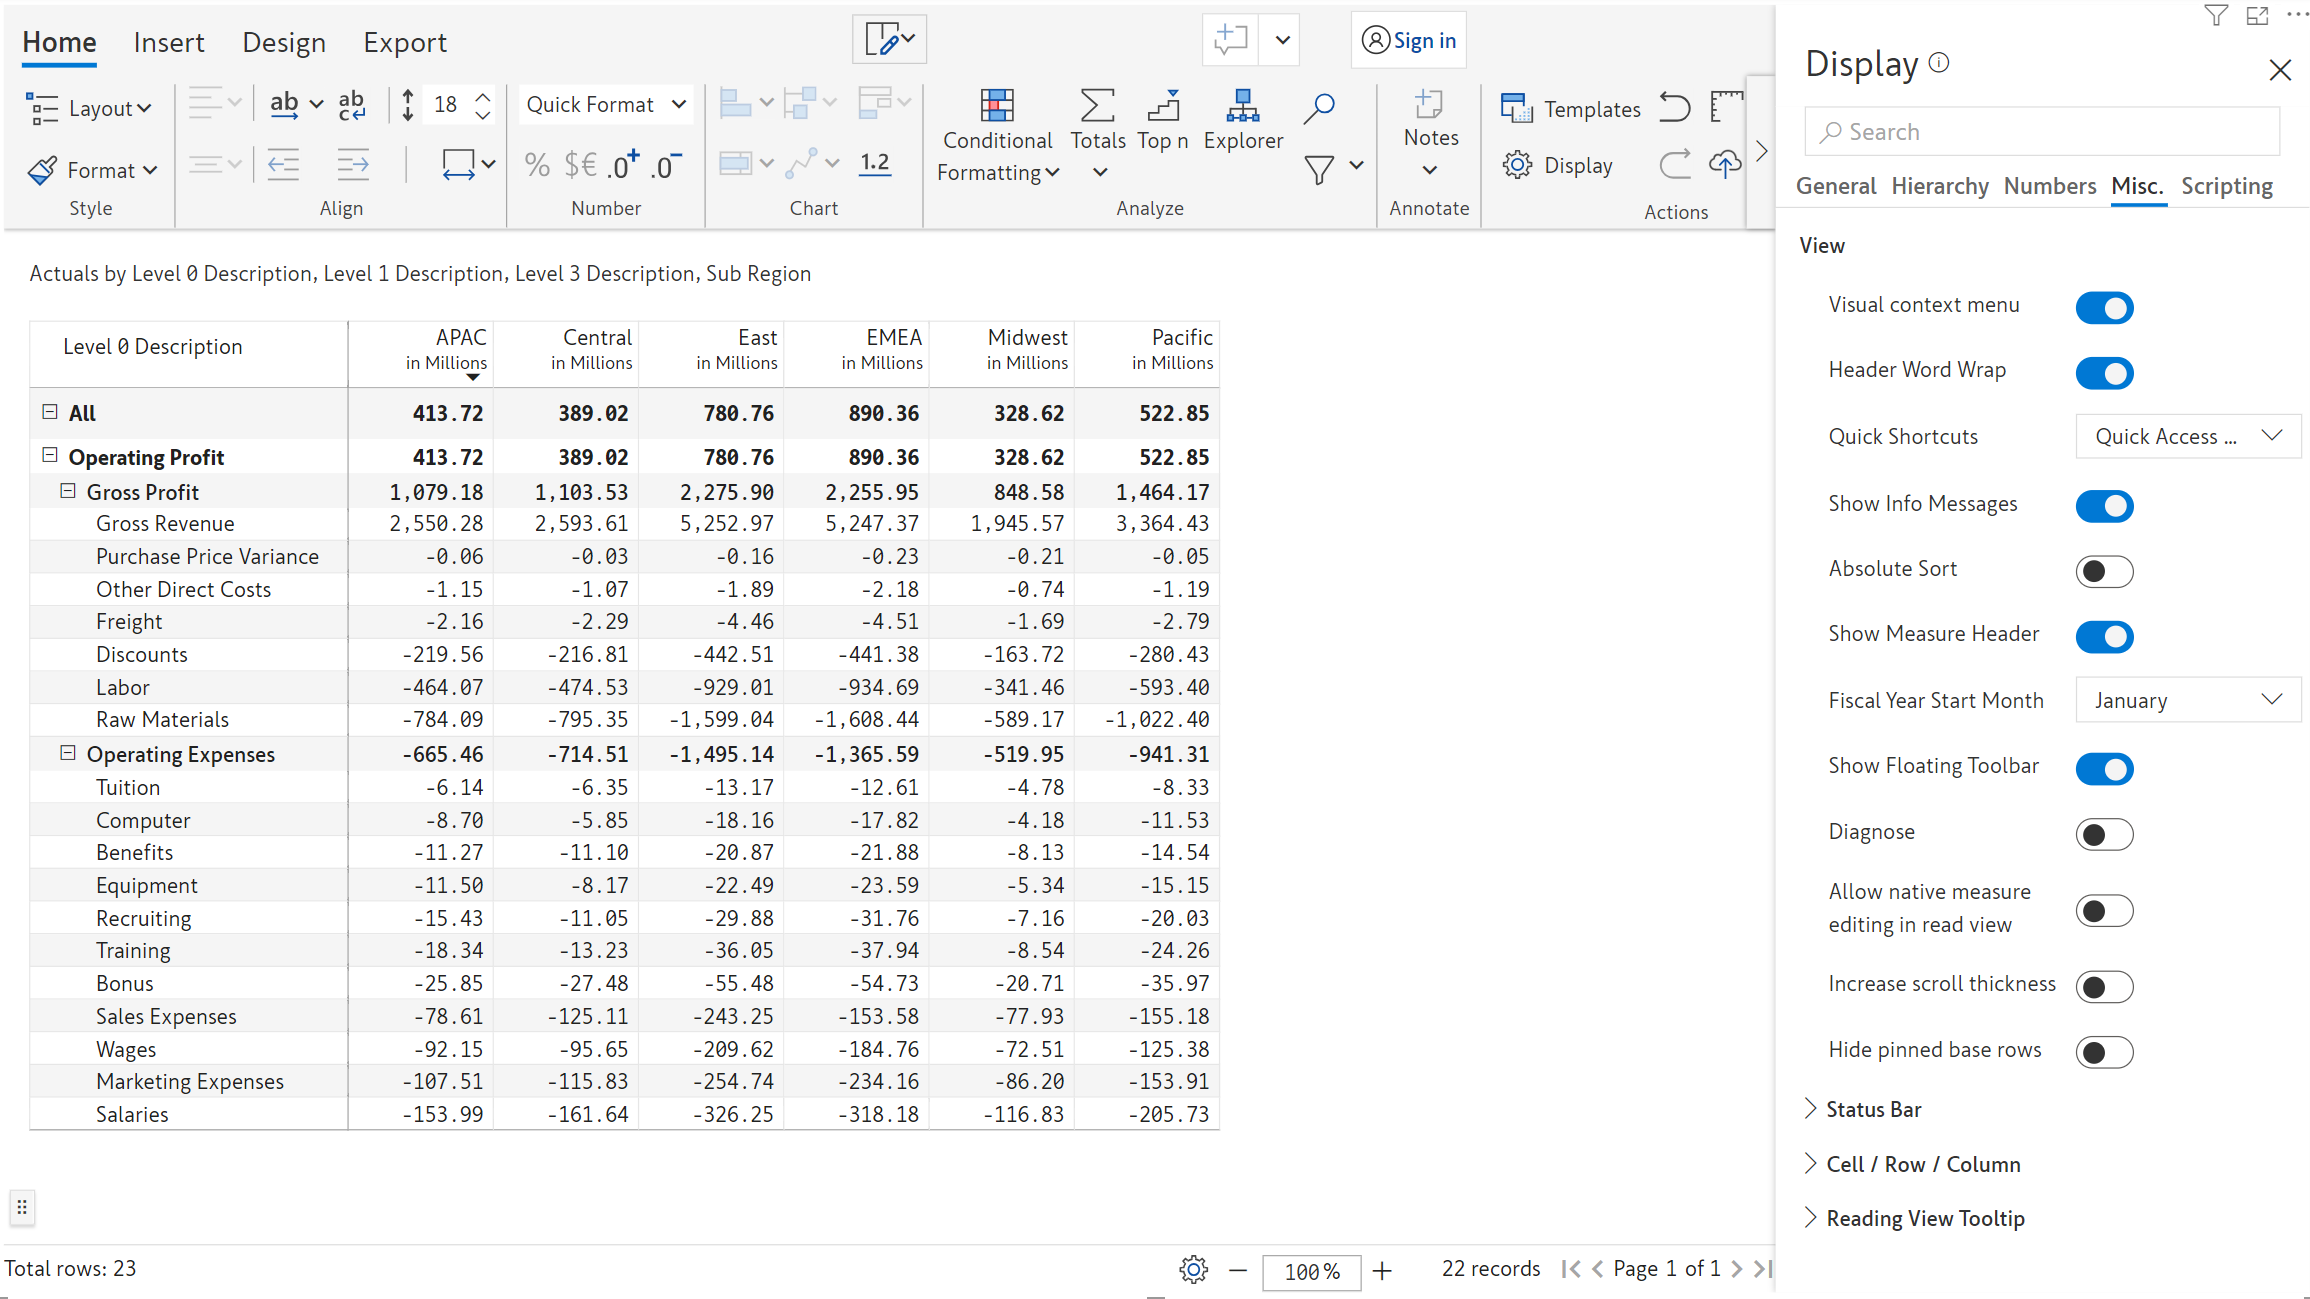 Home Insert Design Export Sign in
Layout ab ab c 18 Quick Format Conditional Formatting Totals Top n Explorer Notes Templates
Format % $€ .0+ .0- 1.2 Display
Style Align Number Chart Analyze Annotate Actions
Actuals by Level 0 Description, Level 1 Description, Level 3 Description, Sub Region
Level 0 Description APAC Central East EMEA Midwest Pacific
in Millions in Millions in Millions in Millions in Millions in Millions
All 413.72 389.02 780.76 890.36 328.62 522.85
Operating Profit 413.72 389.02 780.76 890.36 328.62 522.85
Gross Profit 1,079.18 1,103.53 2,275.90 2,255.95 848.58 1,464.17
Gross Revenue 2,550.28 2,593.61 5,252.97 5,247.37 1,945.57 3,364.43
Purchase Price Variance -0.06 -0.03 -0.16 -0.23 -0.21 -0.05
Other Direct Costs -1.15 -1.07 -1.89 -2.18 -0.74 -1.19
Freight -2.16 -2.29 -4.46 -4.51 -1.69 -2.79
Discounts -219.56 -216.81 -442.51 -441.38 -163.72 -280.43
Labor -464.07 -474.53 -929.01 -934.69 -341.46 -593.40
Raw Materials -784.09 -795.35 -1,599.04 -1,608.44 -589.17 -1,022.40
Operating Expenses -665.46 -714.51 -1,495.14 -1,365.59 -519.95 -941.31
Tuition -6.14 -6.35 -13.17 -12.61 -4.78 -8.33
Computer -8.70 -5.85 -18.16 -17.82 -4.18 -11.53
Benefits -11.27 -11.10 -20.87 -21.88 -8.13 -14.54
Equipment -11.50 -8.17 -22.49 -23.59 -5.34 -15.15
Recruiting -15.43 -11.05 -29.88 -31.76 -7.16 -20.03
Training -18.34 -13.23 -36.05 -37.94 -8.54 -24.26
Bonus -25.85 -27.48 -55.48 -54.73 -20.71 -35.97
Sales Expenses -78.61 -125.11 -243.25 -153.58 -77.93 -155.18
Wages -92.15 -95.65 -209.62 -184.76 -72.51 -125.38
Marketing Expenses -107.51 -115.83 -254.74 -234.16 -86.20 -153.91
Salaries -153.99 -161.64 -326.25 -318.18 -116.83 -205.73
Total rows: 23 100% 22 records Page 1 of 1
Display
Search
General Hierarchy Numbers Misc. Scripting
View
Visual context menu
Header Word Wrap
Quick Shortcuts Quick Access ...
Show Info Messages
Absolute Sort
Show Measure Header
Fiscal Year Start Month January
Show Floating Toolbar
Diagnose
Allow native measure
editing in read view
Increase scroll thickness
Hide pinned base rows
Status Bar
Cell / Row / Column
Reading View Tooltip